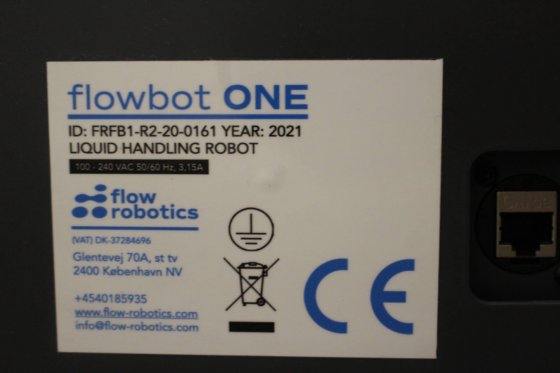 flowbot ONE
ID: FRFB1-R2-20-0161 YEAR: 2021
LIQUID HANDLING ROBOT
100 - 240 VAC 50/60 Hz, 3,15A
flow
robotics
(VAT) DK-37284696
Glentevej 70A, st tv
2400 København NV
+4540185935
www.flow-robotics.com
info@flow-robotics.com
CE